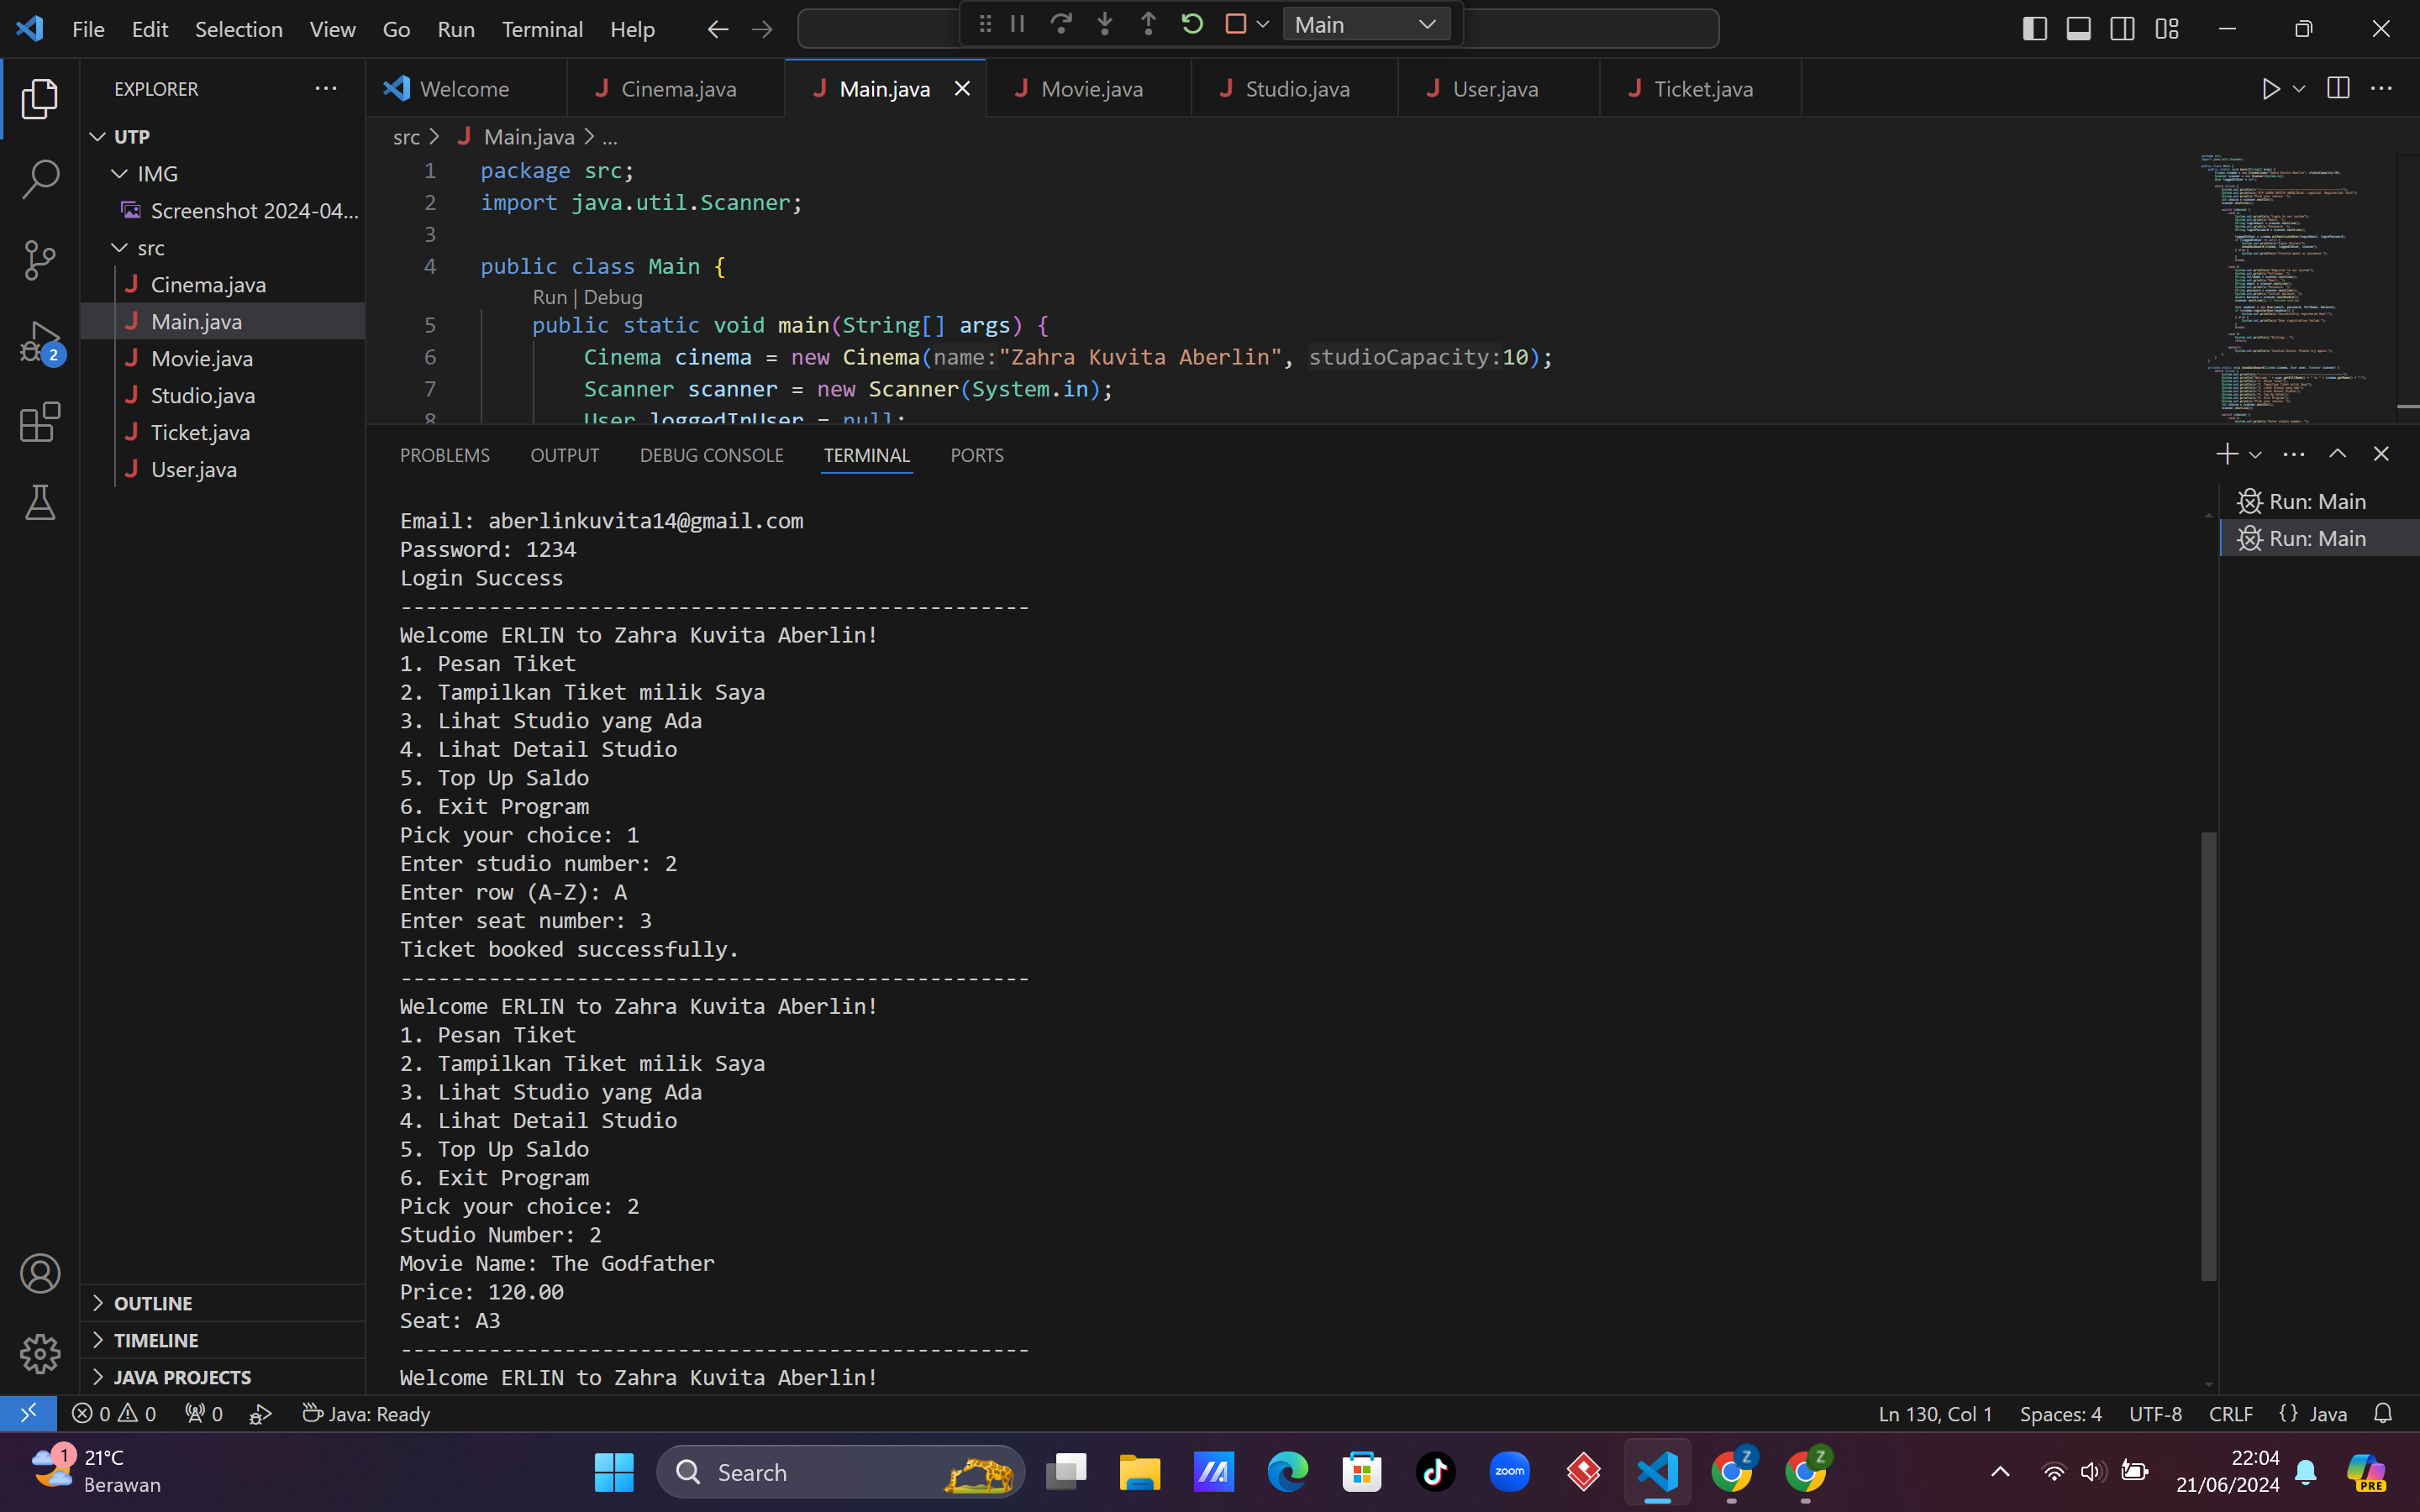 File Edit Selection View Go Run Terminal Help
Main
EXPLORER
UTP
IMG
Screenshot 2024-04...
src
Cinema.java
Main.java
Movie.java
Studio.java
Ticket.java
User.java
OUTLINE
TIMELINE
JAVA PROJECTS
2
Welcome Cinema.java Main.java Movie.java Studio.java User.java Ticket.java
src > Main.java > ...
1 package src;
2 import java.util.Scanner;
3
4 public class Main {
Run | Debug
5 public static void main(String[] args) {
6 Cinema cinema = new Cinema(name:"Zahra Kuvita Aberlin", studioCapacity:10);
7 Scanner scanner = new Scanner(System.in);
8 User loggedInUser = null;
PROBLEMS OUTPUT DEBUG CONSOLE TERMINAL PORTS
Run: Main
Run: Main
Email: aberlinkuvita14@gmail.com
Password: 1234
Login Success
--------------------------------------------------
Welcome ERLIN to Zahra Kuvita Aberlin!
1. Pesan Tiket
2. Tampilkan Tiket milik Saya
3. Lihat Studio yang Ada
4. Lihat Detail Studio
5. Top Up Saldo
6. Exit Program
Pick your choice: 1
Enter studio number: 2
Enter row (A-Z): A
Enter seat number: 3
Ticket booked successfully.
--------------------------------------------------
Welcome ERLIN to Zahra Kuvita Aberlin!
1. Pesan Tiket
2. Tampilkan Tiket milik Saya
3. Lihat Studio yang Ada
4. Lihat Detail Studio
5. Top Up Saldo
6. Exit Program
Pick your choice: 2
Studio Number: 2
Movie Name: The Godfather
Price: 120.00
Seat: A3
--------------------------------------------------
Welcome ERLIN to Zahra Kuvita Aberlin!
0 0 0 Java: Ready
Ln 130, Col 1 Spaces: 4 UTF-8 CRLF {} Java
1
21°C
Berawan
Search
zoom
Z
Z
22:04
21/06/2024
PRE